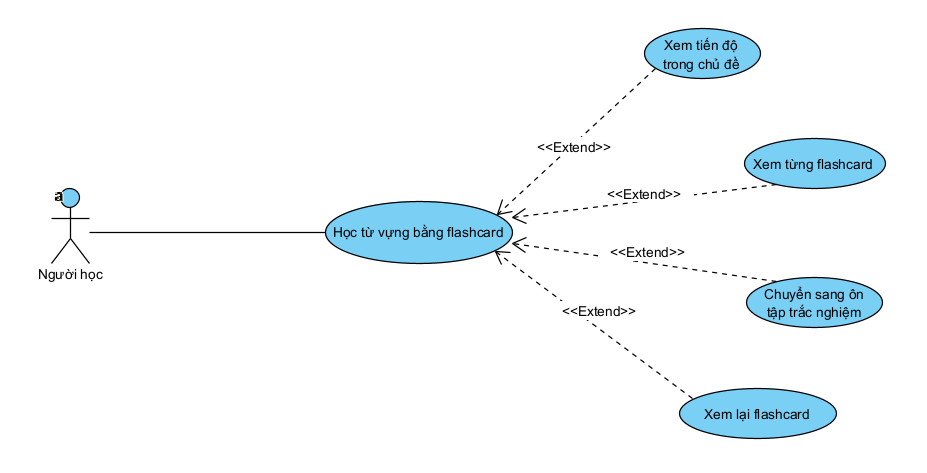 Xem tiến độ
trong chủ đề
<<Extend>>
Xem từng flashcard
<<Extend>>
a
Học từ vựng bằng flashcard
<<Extend>>
Người học
Chuyển sang ôn
tập trắc nghiệm
<<Extend>>
Xem lại flashcard